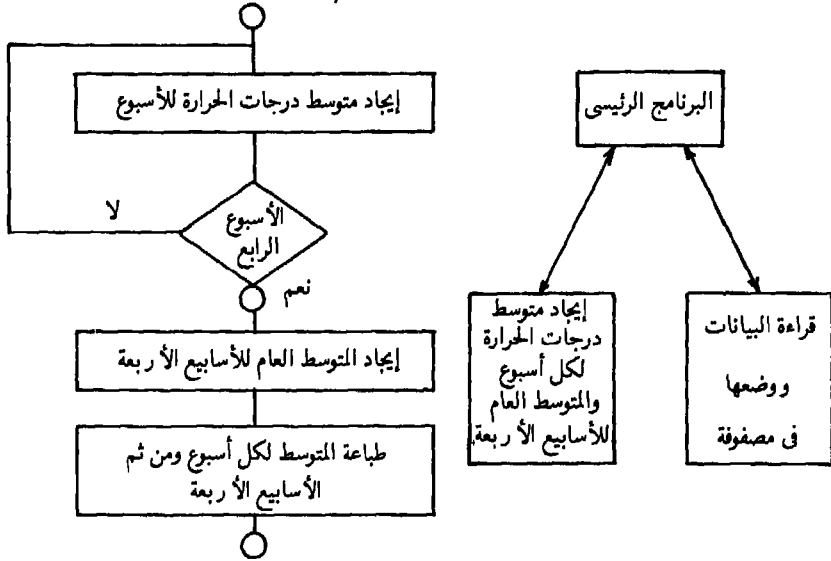 البرنامج الرئيسى
قراءة البيانات
ووضعها
فى مصفوفة
إيجاد متوسط
درجات الحرارة
لكل أسبوع
والمتوسط العام
للأسابيع الأربعة.
إيجاد متوسط درجات الحرارة للأسبوع
الأسبوع
الرابع
لا
نعم
إيجاد المتوسط العام للأسابيع الأربعة
طباعة المتوسط لكل أسبوع ومن ثم
الأسابيع الأربعة